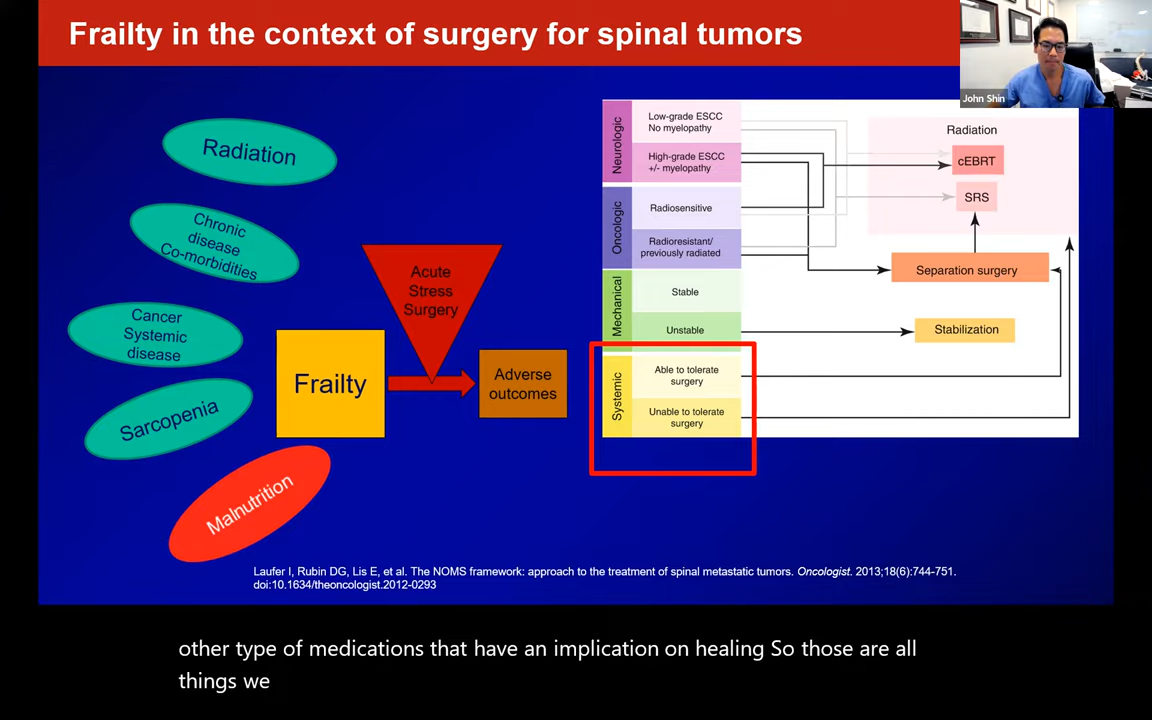 Frailty in the context of surgery for spinal tumors
John Shin
Radiation
Chronic
disease
Co-morbidities
Cancer
Systemic
disease
Sarcopenia
Malnutrition
Frailty
Acute
Stress
Surgery
Adverse
outcomes
Neurologic
Low-grade ESCC
No myelopathy
High-grade ESCC
+/- myelopathy
Oncologic
Radiosensitive
Radioresistant/
previously radiated
Mechanical
Stable
Unstable
Systemic
Able to tolerate
surgery
Unable to tolerate
surgery
Radiation
cEBRT
SRS
Separation surgery
Stabilization
Laufer I, Rubin DG, Lis E, et al. The NOMS framework: approach to the treatment of spinal metastatic tumors. Oncologist. 2013;18(6):744-751.
doi:10.1634/theoncologist.2012-0293
other type of medications that have an implication on healing So those are all
things we